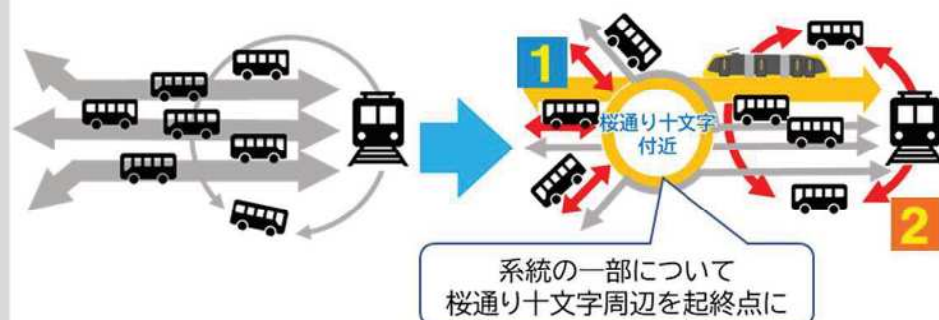 1
桜通り十文字
付近
2
系統の一部について
桜通り十文字周辺を起終点に